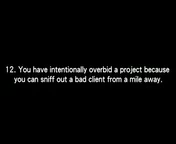 12. You have intentionally overbid a project because
you can sniff out a bad client from a mile away.